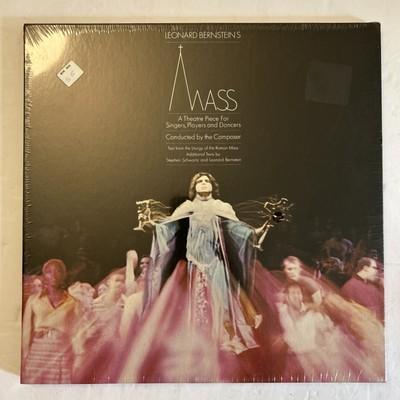 LEONARD BERNSTEIN'S
MASS
A Theatre Piece For
Singers, Players and Dancers
Conducted by the Composer
Text from the Liturgy of the Roman Mass
Additional Texts by
Stephen Schwartz and Leonard Bernstein